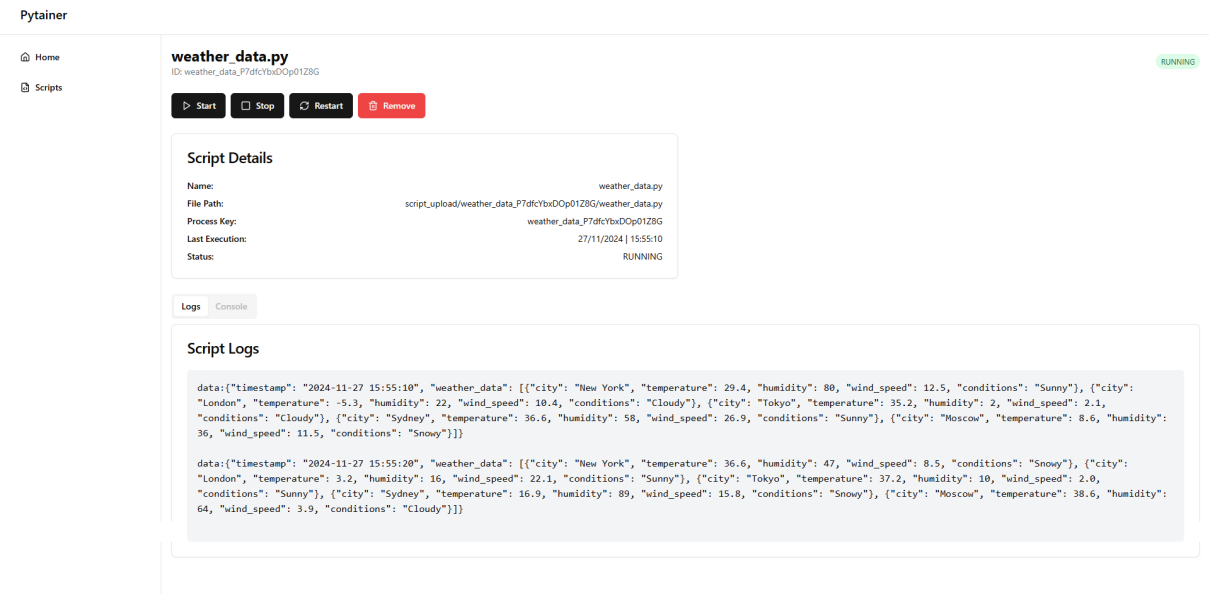 Pytainer
Home
Scripts
weather_data.py
ID: weather_data_P7dfcYbxDOp01Z8G
RUNNING
Start
Stop
Restart
Remove
Script Details
Name: weather_data.py
File Path: script_upload/weather_data_P7dfcYbxDOp01Z8G/weather_data.py
Process Key: weather_data_P7dfcYbxDOp01Z8G
Last Execution: 27/11/2024 | 15:55:10
Status: RUNNING
Logs Console
Script Logs
data:{"timestamp": "2024-11-27 15:55:10", "weather_data": [{"city": "New York", "temperature": 29.4, "humidity": 80, "wind_speed": 12.5, "conditions": "Sunny"}, {"city":
"London", "temperature": -5.3, "humidity": 22, "wind_speed": 10.4, "conditions": "Cloudy"}, {"city": "Tokyo", "temperature": 35.2, "humidity": 2, "wind_speed": 2.1,
"conditions": "Cloudy"}, {"city": "Sydney", "temperature": 36.6, "humidity": 58, "wind_speed": 26.9, "conditions": "Sunny"}, {"city": "Moscow", "temperature": 8.6, "humidity":
36, "wind_speed": 11.5, "conditions": "Snowy"}]}
data:{"timestamp": "2024-11-27 15:55:20", "weather_data": [{"city": "New York", "temperature": 36.6, "humidity": 47, "wind_speed": 8.5, "conditions": "Snowy"}, {"city":
"London", "temperature": 3.2, "humidity": 16, "wind_speed": 22.1, "conditions": "Sunny"}, {"city": "Tokyo", "temperature": 37.2, "humidity": 10, "wind_speed": 2.0,
"conditions": "Sunny"}, {"city": "Sydney", "temperature": 16.9, "humidity": 89, "wind_speed": 15.8, "conditions": "Snowy"}, {"city": "Moscow", "temperature": 38.6, "humidity":
64, "wind_speed": 3.9, "conditions": "Cloudy"}]}